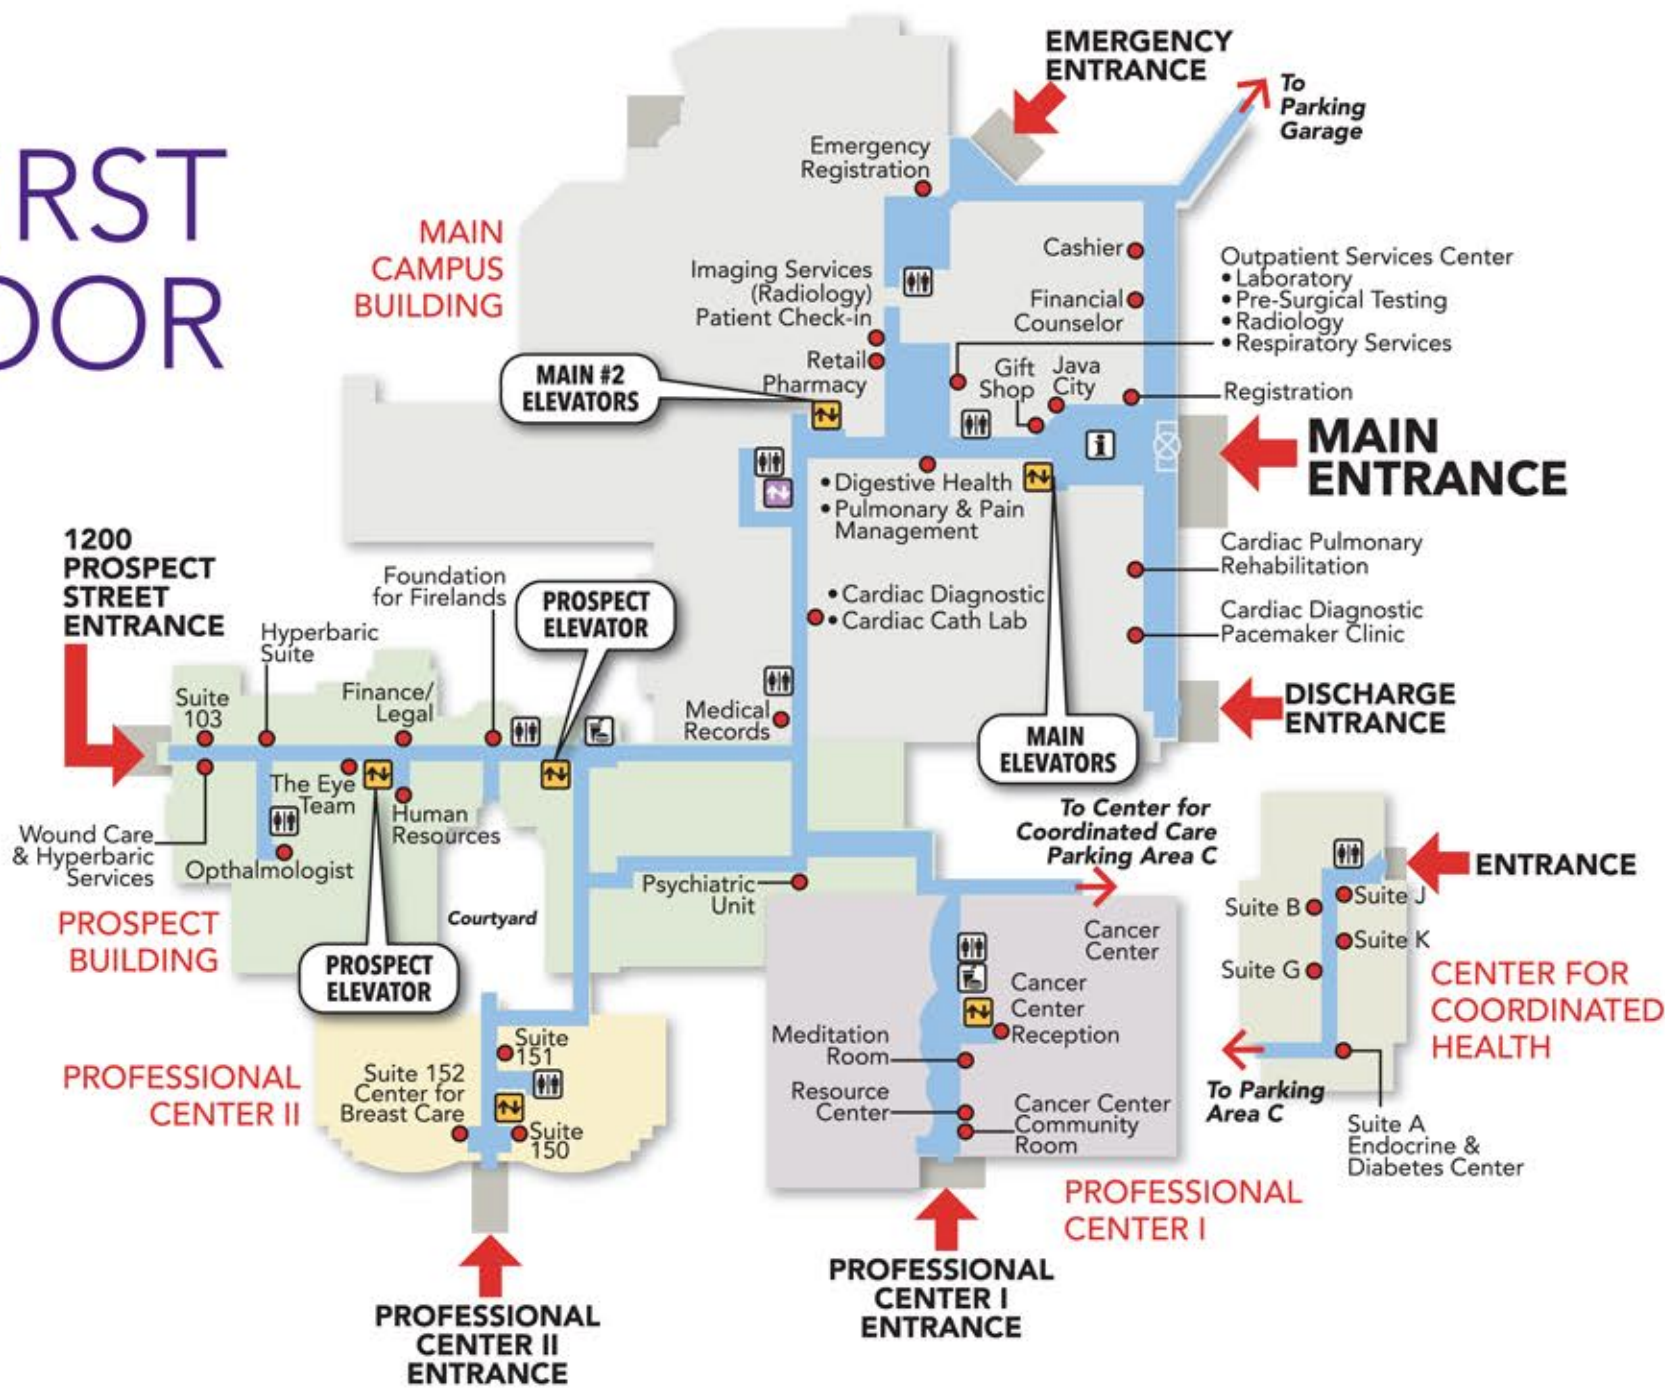 RST
OOR
EMERGENCY
ENTRANCE
To
Parking
Garage
Emergency
Registration
MAIN
CAMPUS
BUILDING
Cashier
Financial
Counselor
Imaging Services
(Radiology)
Patient Check-in
Retail
Pharmacy
Outpatient Services Center
• Laboratory
• Pre-Surgical Testing
• Radiology
• Respiratory Services
Gift
Shop
Java
City
Registration
MAIN #2
ELEVATORS
MAIN
ENTRANCE
• Digestive Health
• Pulmonary & Pain
Management
Cardiac Pulmonary
Rehabilitation
• Cardiac Diagnostic
• Cardiac Cath Lab
Cardiac Diagnostic
Pacemaker Clinic
1200
PROSPECT
STREET
ENTRANCE
Foundation
for Firelands
PROSPECT
ELEVATOR
Hyperbaric
Suite
Suite
103
Finance/
Legal
Medical
Records
DISCHARGE
ENTRANCE
MAIN
ELEVATORS
The Eye
Team
Human
Resources
Wound Care
& Hyperbaric
Services
Opthalmologist
To Center for
Coordinated Care
Parking Area C
ENTRANCE
Psychiatric
Unit
Suite B
Suite J
Suite K
Suite G
PROSPECT
BUILDING
Courtyard
PROSPECT
ELEVATOR
Cancer
Center
Cancer
Center
Reception
CENTER FOR
COORDINATED
HEALTH
Meditation
Room
Resource
Center
Cancer Center
Community
Room
To Parking
Area C
Suite A
Endocrine &
Diabetes Center
PROFESSIONAL
CENTER II
Suite
151
Suite 152
Center for
Breast Care
Suite
150
PROFESSIONAL
CENTER I
PROFESSIONAL
CENTER I
ENTRANCE
PROFESSIONAL
CENTER II
ENTRANCE